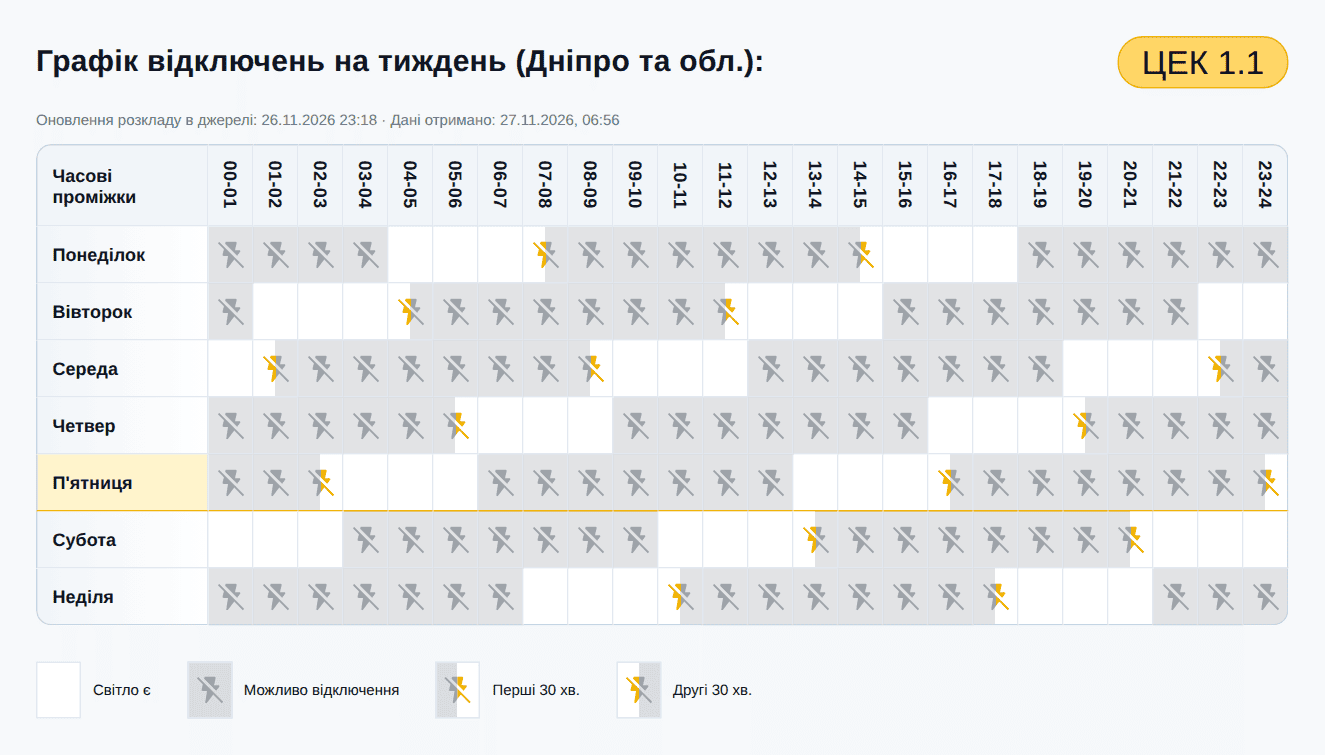 Графік відключень на тиждень (Дніпро та обл.):
ЦЕК 1.1
Оновлення розкладу в джерелі: 26.11.2026 23:18 · Дані отримано: 27.11.2026, 06:56
Часові
проміжки
00-01 01-02 02-03 03-04 04-05 05-06 06-07 07-08 08-09 09-10 10-11 11-12 12-13 13-14 14-15 15-16 16-17 17-18 18-19 19-20 20-21 21-22 22-23 23-24
Понеділок
Вівторок
Середа
Четвер
П'ятниця
Субота
Неділя
Світло є
Можливо відключення
Перші 30 хв.
Другі 30 хв.